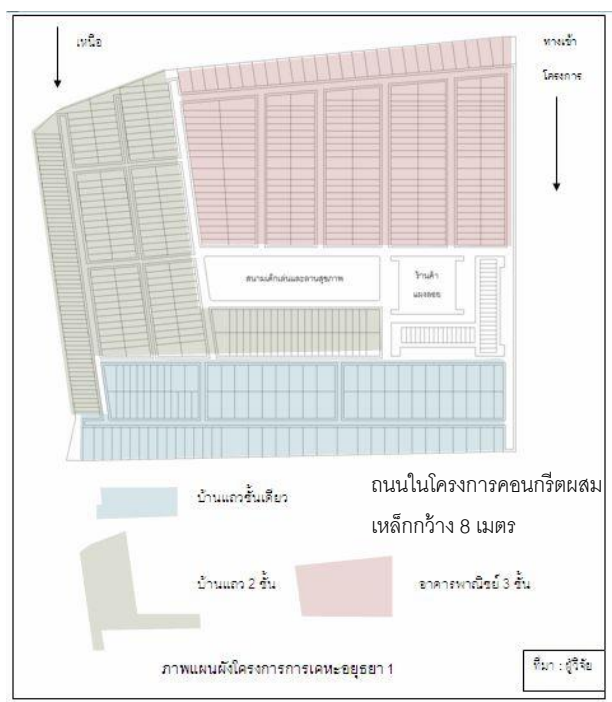 เหนือ
ทางเข้า
โครงการ
สนามเด็กเล่นและลานสุขภาพ
ร้านค้า
แผงลอย
บ้านแถวชั้นเดียว
ถนนในโครงการคอนกรีตผสม
เหล็กกว้าง 8 เมตร
บ้านแถว 2 ชั้น
อาคารพาณิชย์ 3 ชั้น
ภาพแผนผังโครงการการเคหะอยุธยา 1
ที่มา : ผู้วิจัย